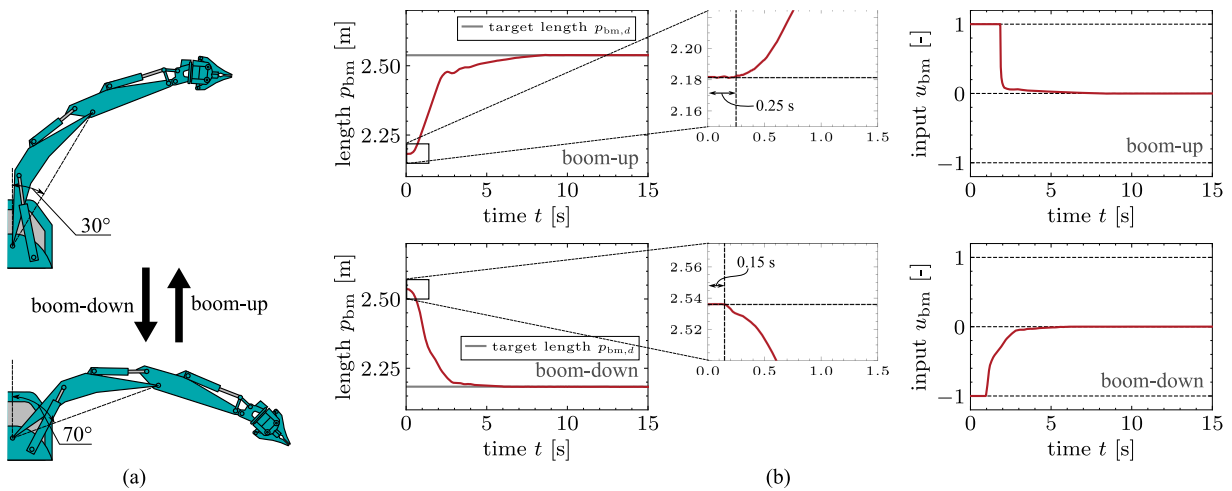 30°
boom-down
boom-up
70°
(a)
length p_bm [m]
2.50
2.25
target length p_bm,d
boom-up
0 5 10 15
time t [s]
2.20
2.18
2.16
0.25 s
0.0 0.5 1.0 1.5
input u_bm [-]
1
0
−1
boom-up
0 5 10 15
time t [s]
length p_bm [m]
2.50
2.25
target length p_bm,d
boom-down
0 5 10 15
time t [s]
2.56
2.54
2.52
0.15 s
0.0 0.5 1.0 1.5
input u_bm [-]
1
0
−1
boom-down
0 5 10 15
time t [s]
(b)